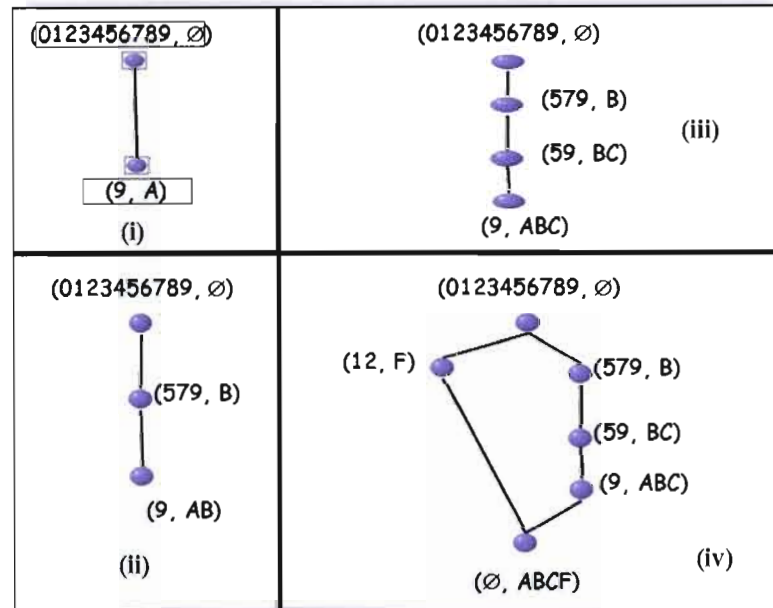 (0123456789, ∅)
(9, A)
(i)
(0123456789, ∅)
(579, B)
(59, BC)
(9, ABC)
(iii)
(0123456789, ∅)
(579, B)
(9, AB)
(ii)
(0123456789, ∅)
(12, F)
(579, B)
(59, BC)
(9, ABC)
(∅, ABCF)
(iv)